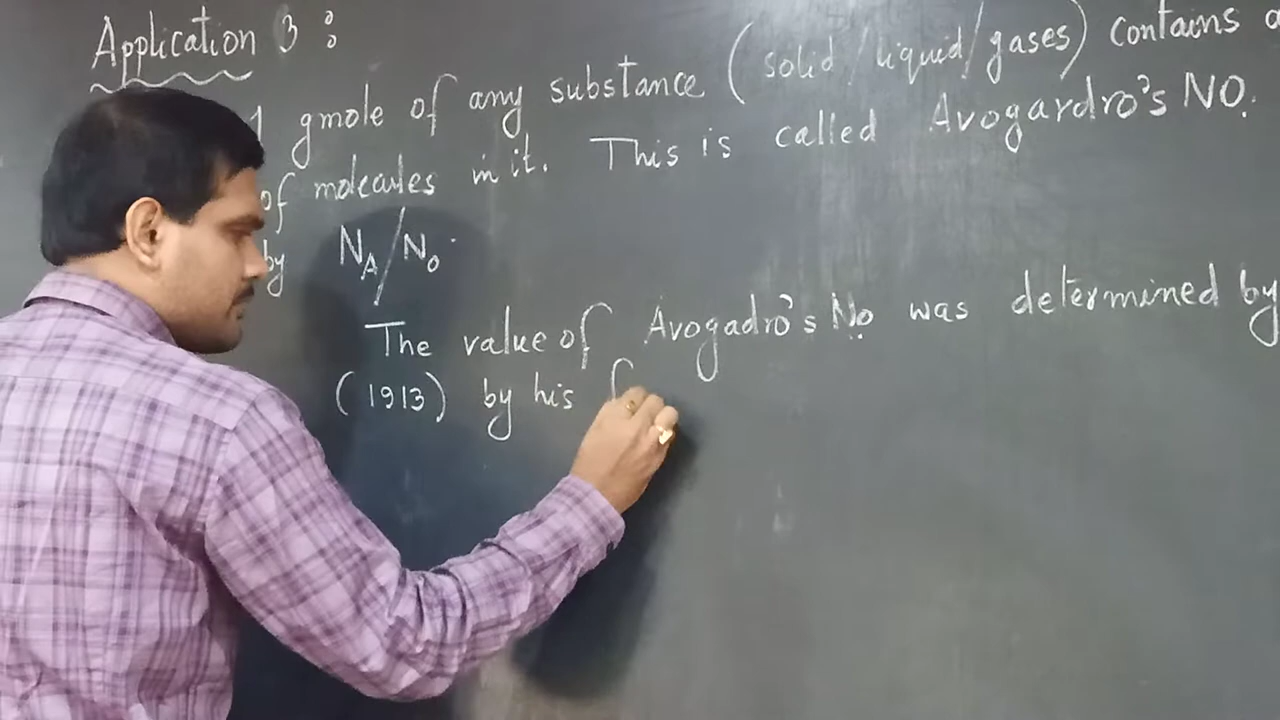 Application 3 :
1 gmole of any substance (solid/liquid/gases) contains
of molecules in it. This is called Avogardro's NO.
by NA/No.
The value of Avogadro's No was determined by
(1913) by his